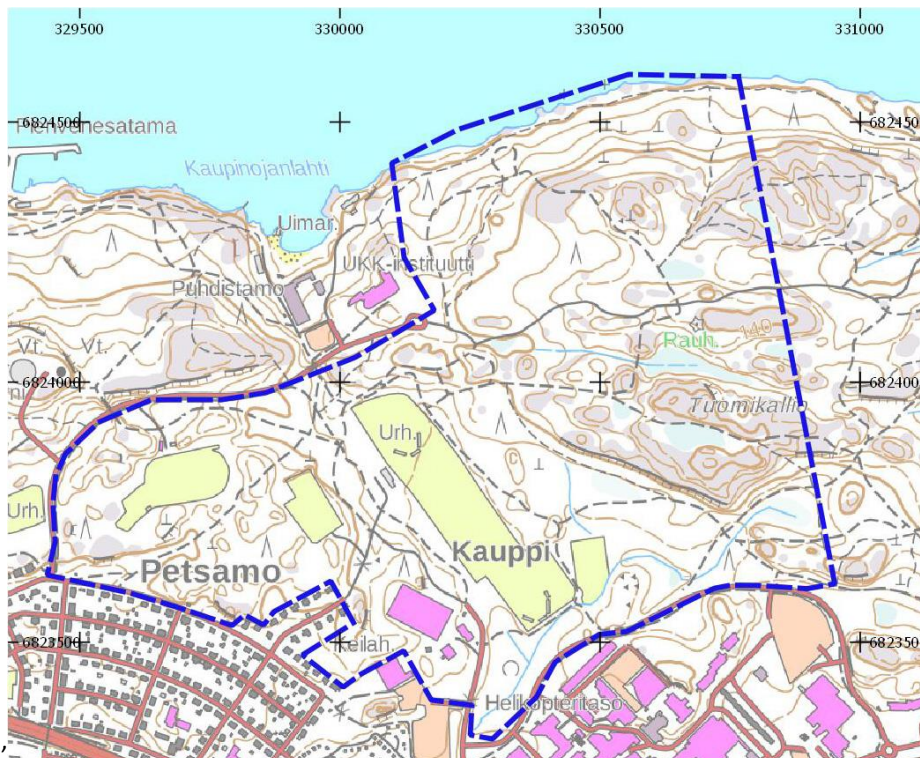 329500 330000 330500 331000
6824500 682450
Pienvenesatama
Kaupinojanlahti
Uimar.
UKK-instituutti
Puhdistamo
Vt. Vt.
Rauh.
140
6824000 682400
ni
Tuomikallio
Urh.
Urh.
Kauppi
Petsamo
6823500 682350
Keilah.
Helikopteritaso
,